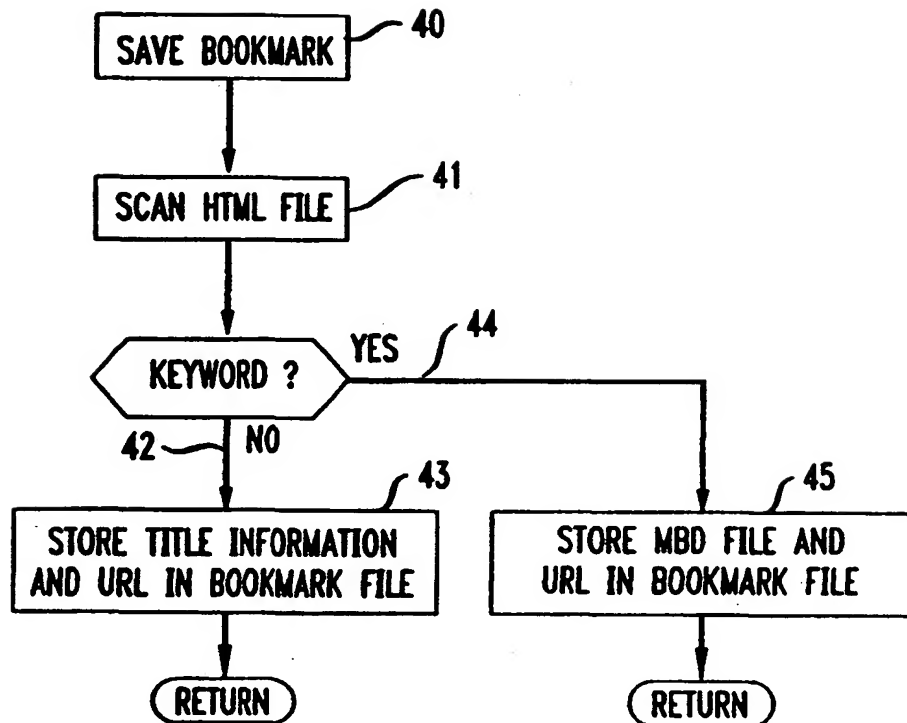 SAVE BOOKMARK
40
SCAN HTML FILE
41
KEYWORD ?
YES
44
42
NO
STORE TITLE INFORMATION
AND URL IN BOOKMARK FILE
43
STORE MBD FILE AND
URL IN BOOKMARK FILE
45
RETURN
RETURN